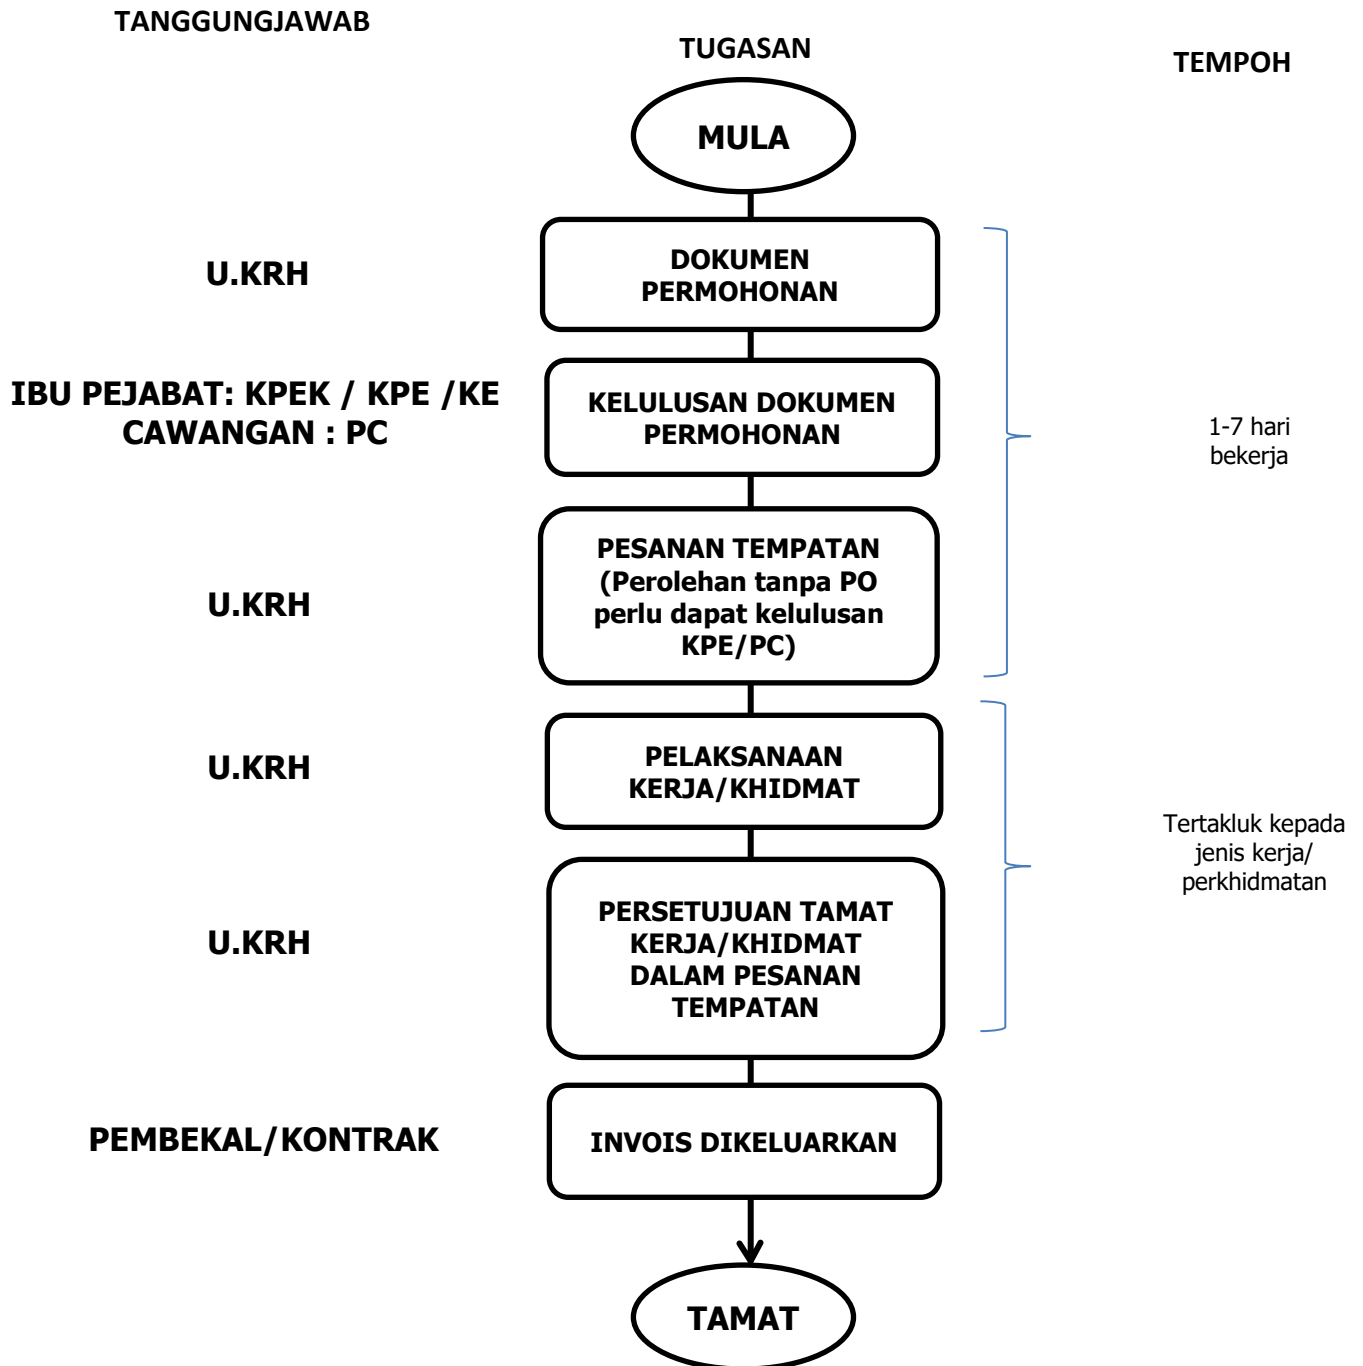 TANGGUNGJAWAB
TUGASAN
TEMPOH
MULA
U.KRH
DOKUMEN
PERMOHONAN
IBU PEJABAT: KPEK / KPE /KE
CAWANGAN : PC
KELULUSAN DOKUMEN
PERMOHONAN
1-7 hari
bekerja
U.KRH
PESANAN TEMPATAN
(Perolehan tanpa PO
perlu dapat kelulusan
KPE/PC)
U.KRH
PELAKSANAAN
KERJA/KHIDMAT
Tertakluk kepada
jenis kerja/
perkhidmatan
U.KRH
PERSETUJUAN TAMAT
KERJA/KHIDMAT
DALAM PESANAN
TEMPATAN
PEMBEKAL/KONTRAK
INVOIS DIKELUARKAN
TAMAT